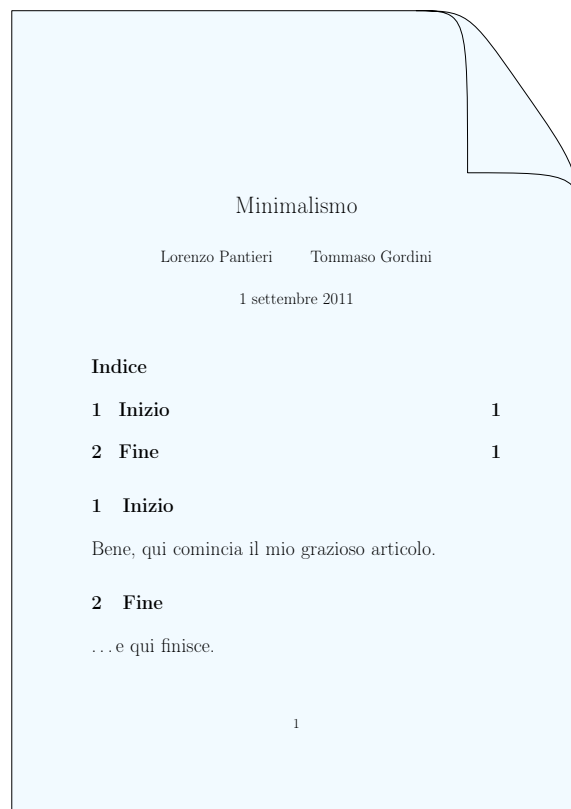 Minimalismo
Lorenzo Pantieri Tommaso Gordini
1 settembre 2011
Indice
1 Inizio 1
2 Fine 1
1 Inizio
Bene, qui comincia il mio grazioso articolo.
2 Fine
...e qui finisce.
1